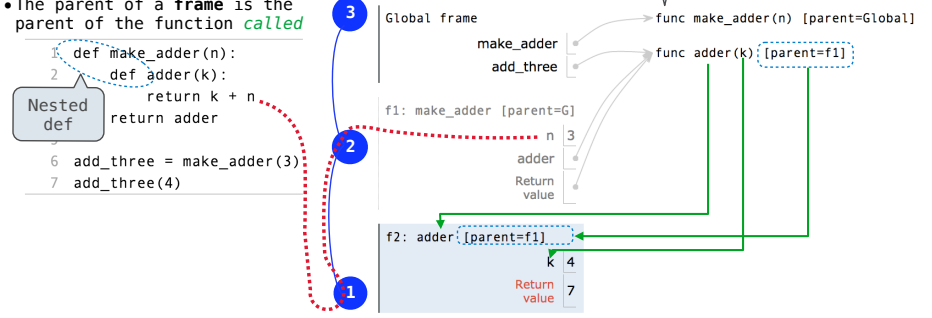 • The parent of a frame is the
parent of the function called
1 def make_adder(n):
2 def adder(k):
return k + n
return adder
6 add_three = make_adder(3)
7 add_three(4)
Nested
def
3
2
1
Global frame
make_adder
add_three
f1: make_adder [parent=G]
n 3
adder
Return
value
f2: adder [parent=f1]
k 4
Return
value 7
func make_adder(n) [parent=Global]
func adder(k) [parent=f1]